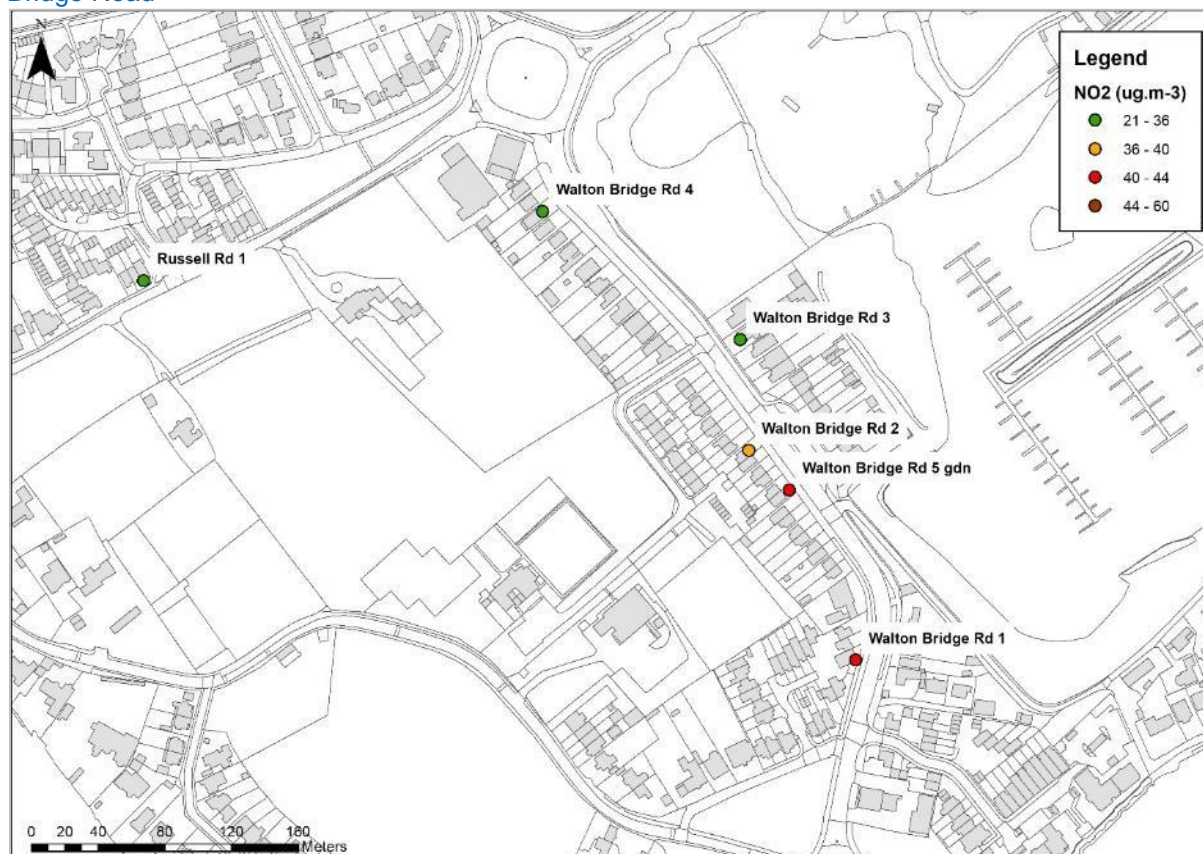 Bridge Road
N
Legend
NO2 (ug.m-3)
21 - 36
36 - 40
40 - 44
44 - 60
Walton Bridge Rd 4
Russell Rd 1
Walton Bridge Rd 3
Walton Bridge Rd 2
Walton Bridge Rd 5 gdn
Walton Bridge Rd 1
0 20 40 80 120 160
Meters